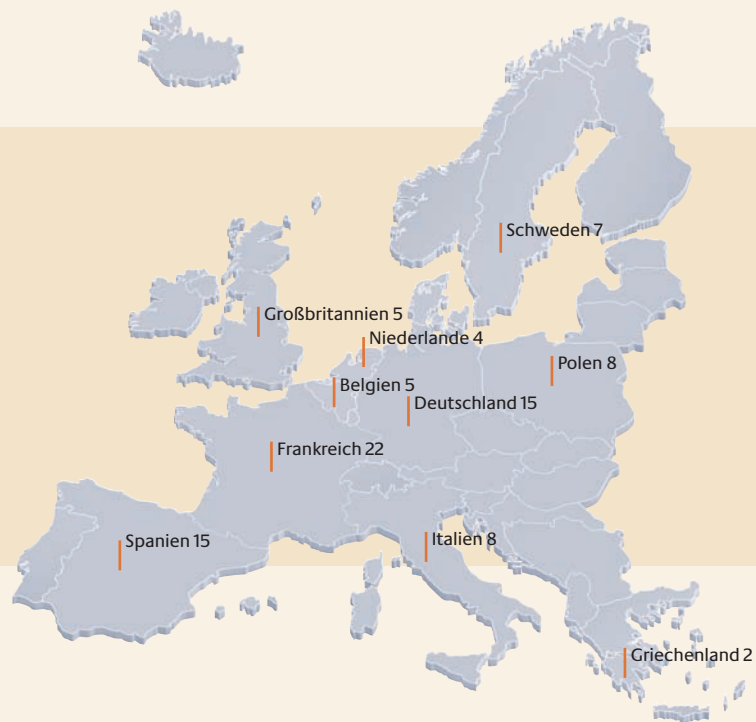 Schweden 7
Großbritannien 5
Niederlande 4
Polen 8
Belgien 5
Deutschland 15
Frankreich 22
Spanien 15
Italien 8
Griechenland 2